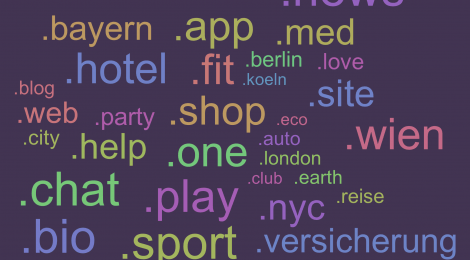 .news
.bayern .app .med
.hotel .fit .berlin .love
.koeln
.blog .site
.web .party .shop .eco .wien
.city .help .one .auto
.london
.chat .play .club .earth
.nyc .reise
.bio .sport .versicherung